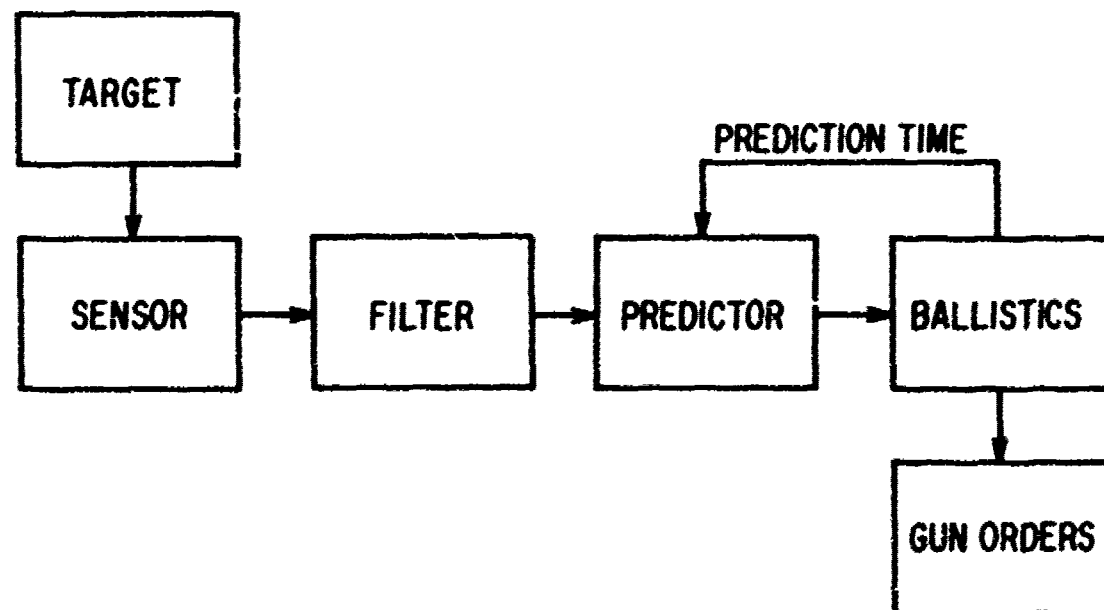 TARGET
PREDICTION TIME
SENSOR
FILTER
PREDICTOR
BALLISTICS
GUN ORDERS